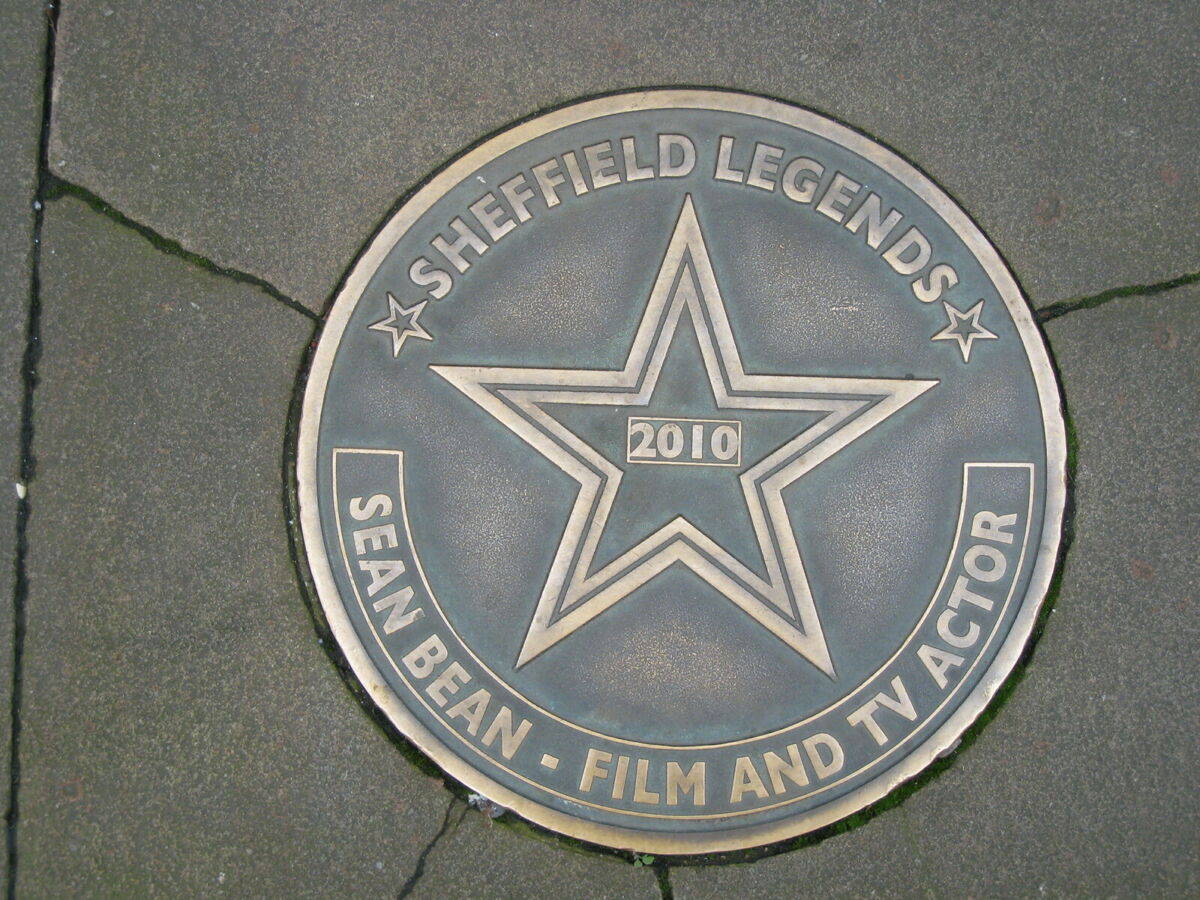 SHEFFIELD LEGENDS
2010
SEAN BEAN - FILM AND TV ACTOR